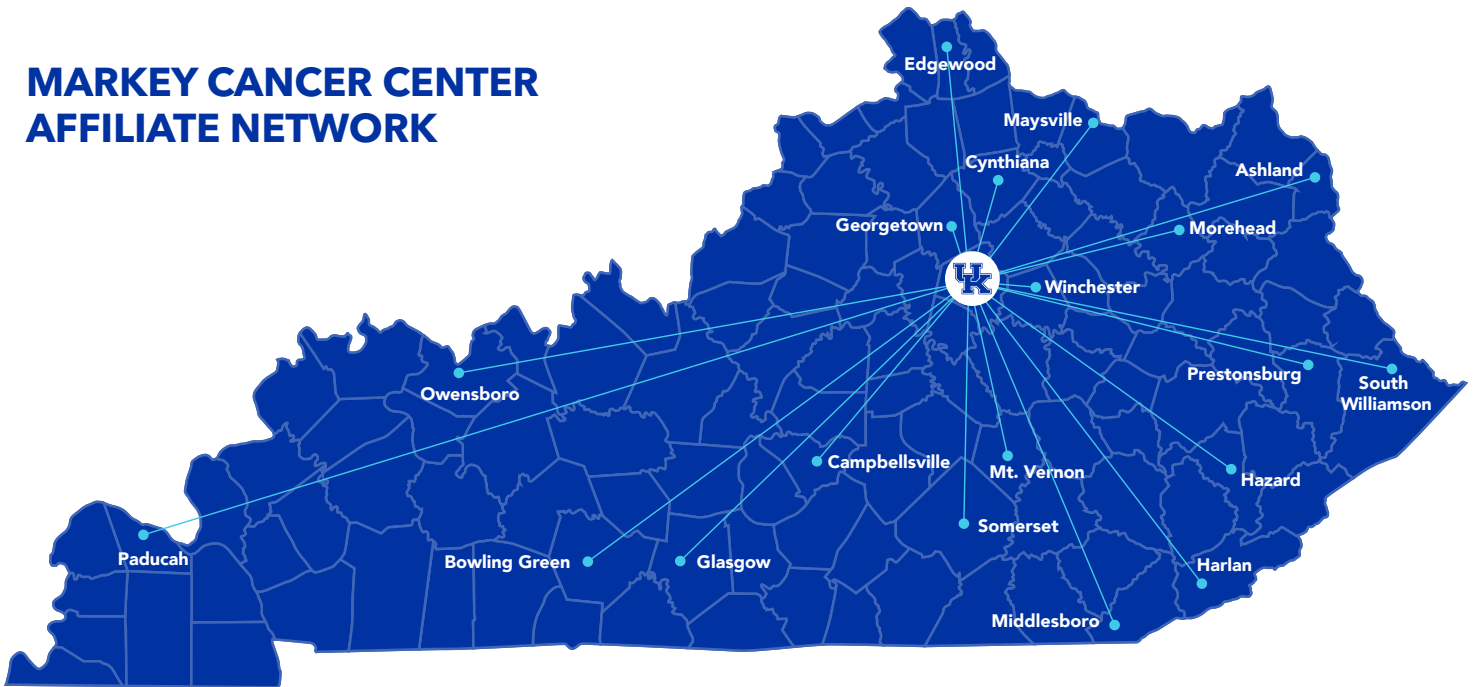 MARKEY CANCER CENTER
AFFILIATE NETWORK
Edgewood
Maysville
Cynthiana
Ashland
Georgetown
Morehead
UK
Winchester
Prestonsburg
South
Williamson
Owensboro
Campbellsville
Mt. Vernon
Hazard
Somerset
Paducah
Bowling Green
Glasgow
Harlan
Middlesboro